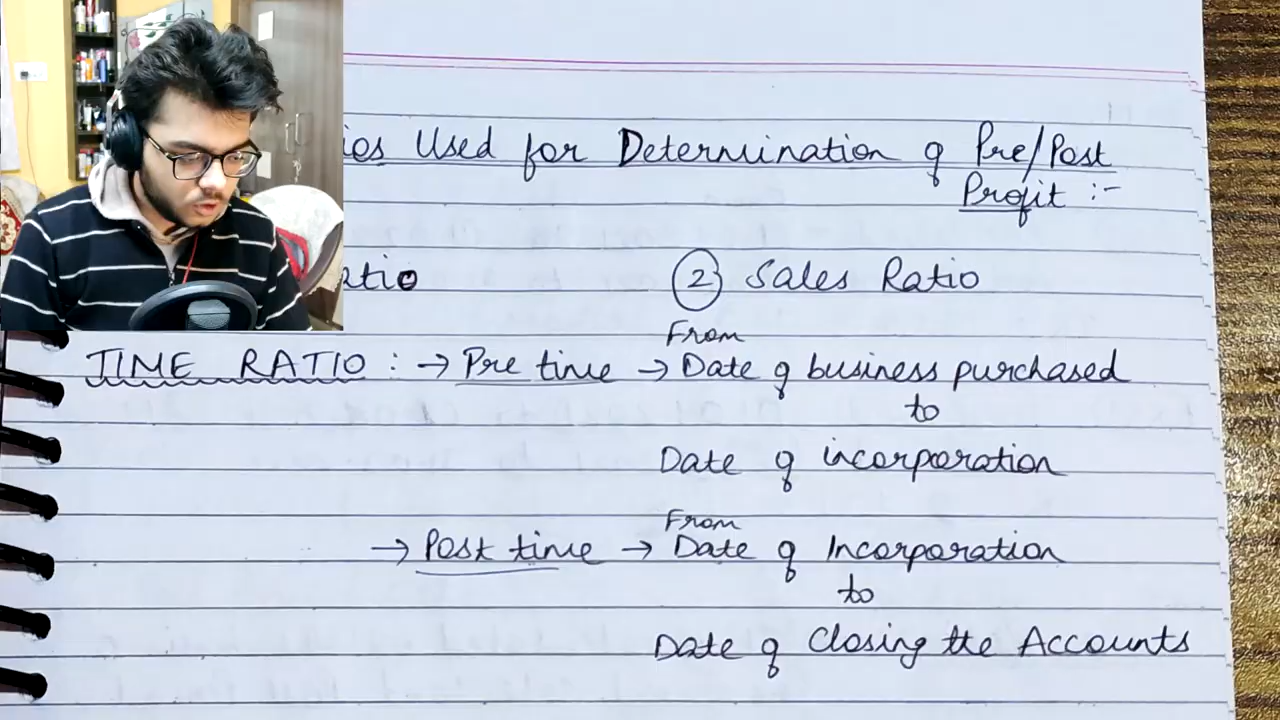 ies Used for Determination of Pre/Post
Profit :-
atio ② Sales Ratio
TIME RATIO : → Pre time → From Date of business purchased
to
Date of incorporation
→ Post time → From Date of Incorporation
to
Date of Closing the Accounts